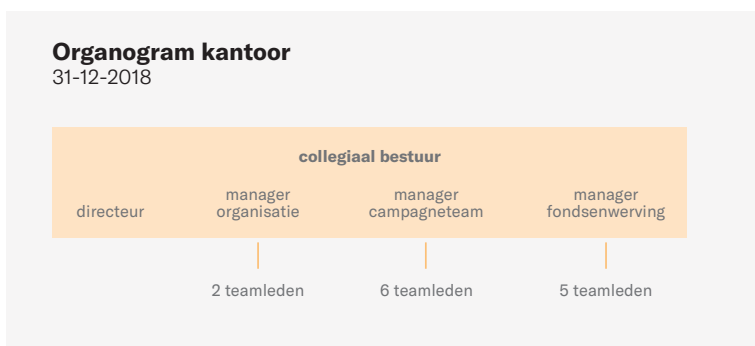 Organogram kantoor
31-12-2018
collegiaal bestuur
directeur
manager
organisatie
manager
campagneteam
manager
fondsenwerving
2 teamleden
6 teamleden
5 teamleden